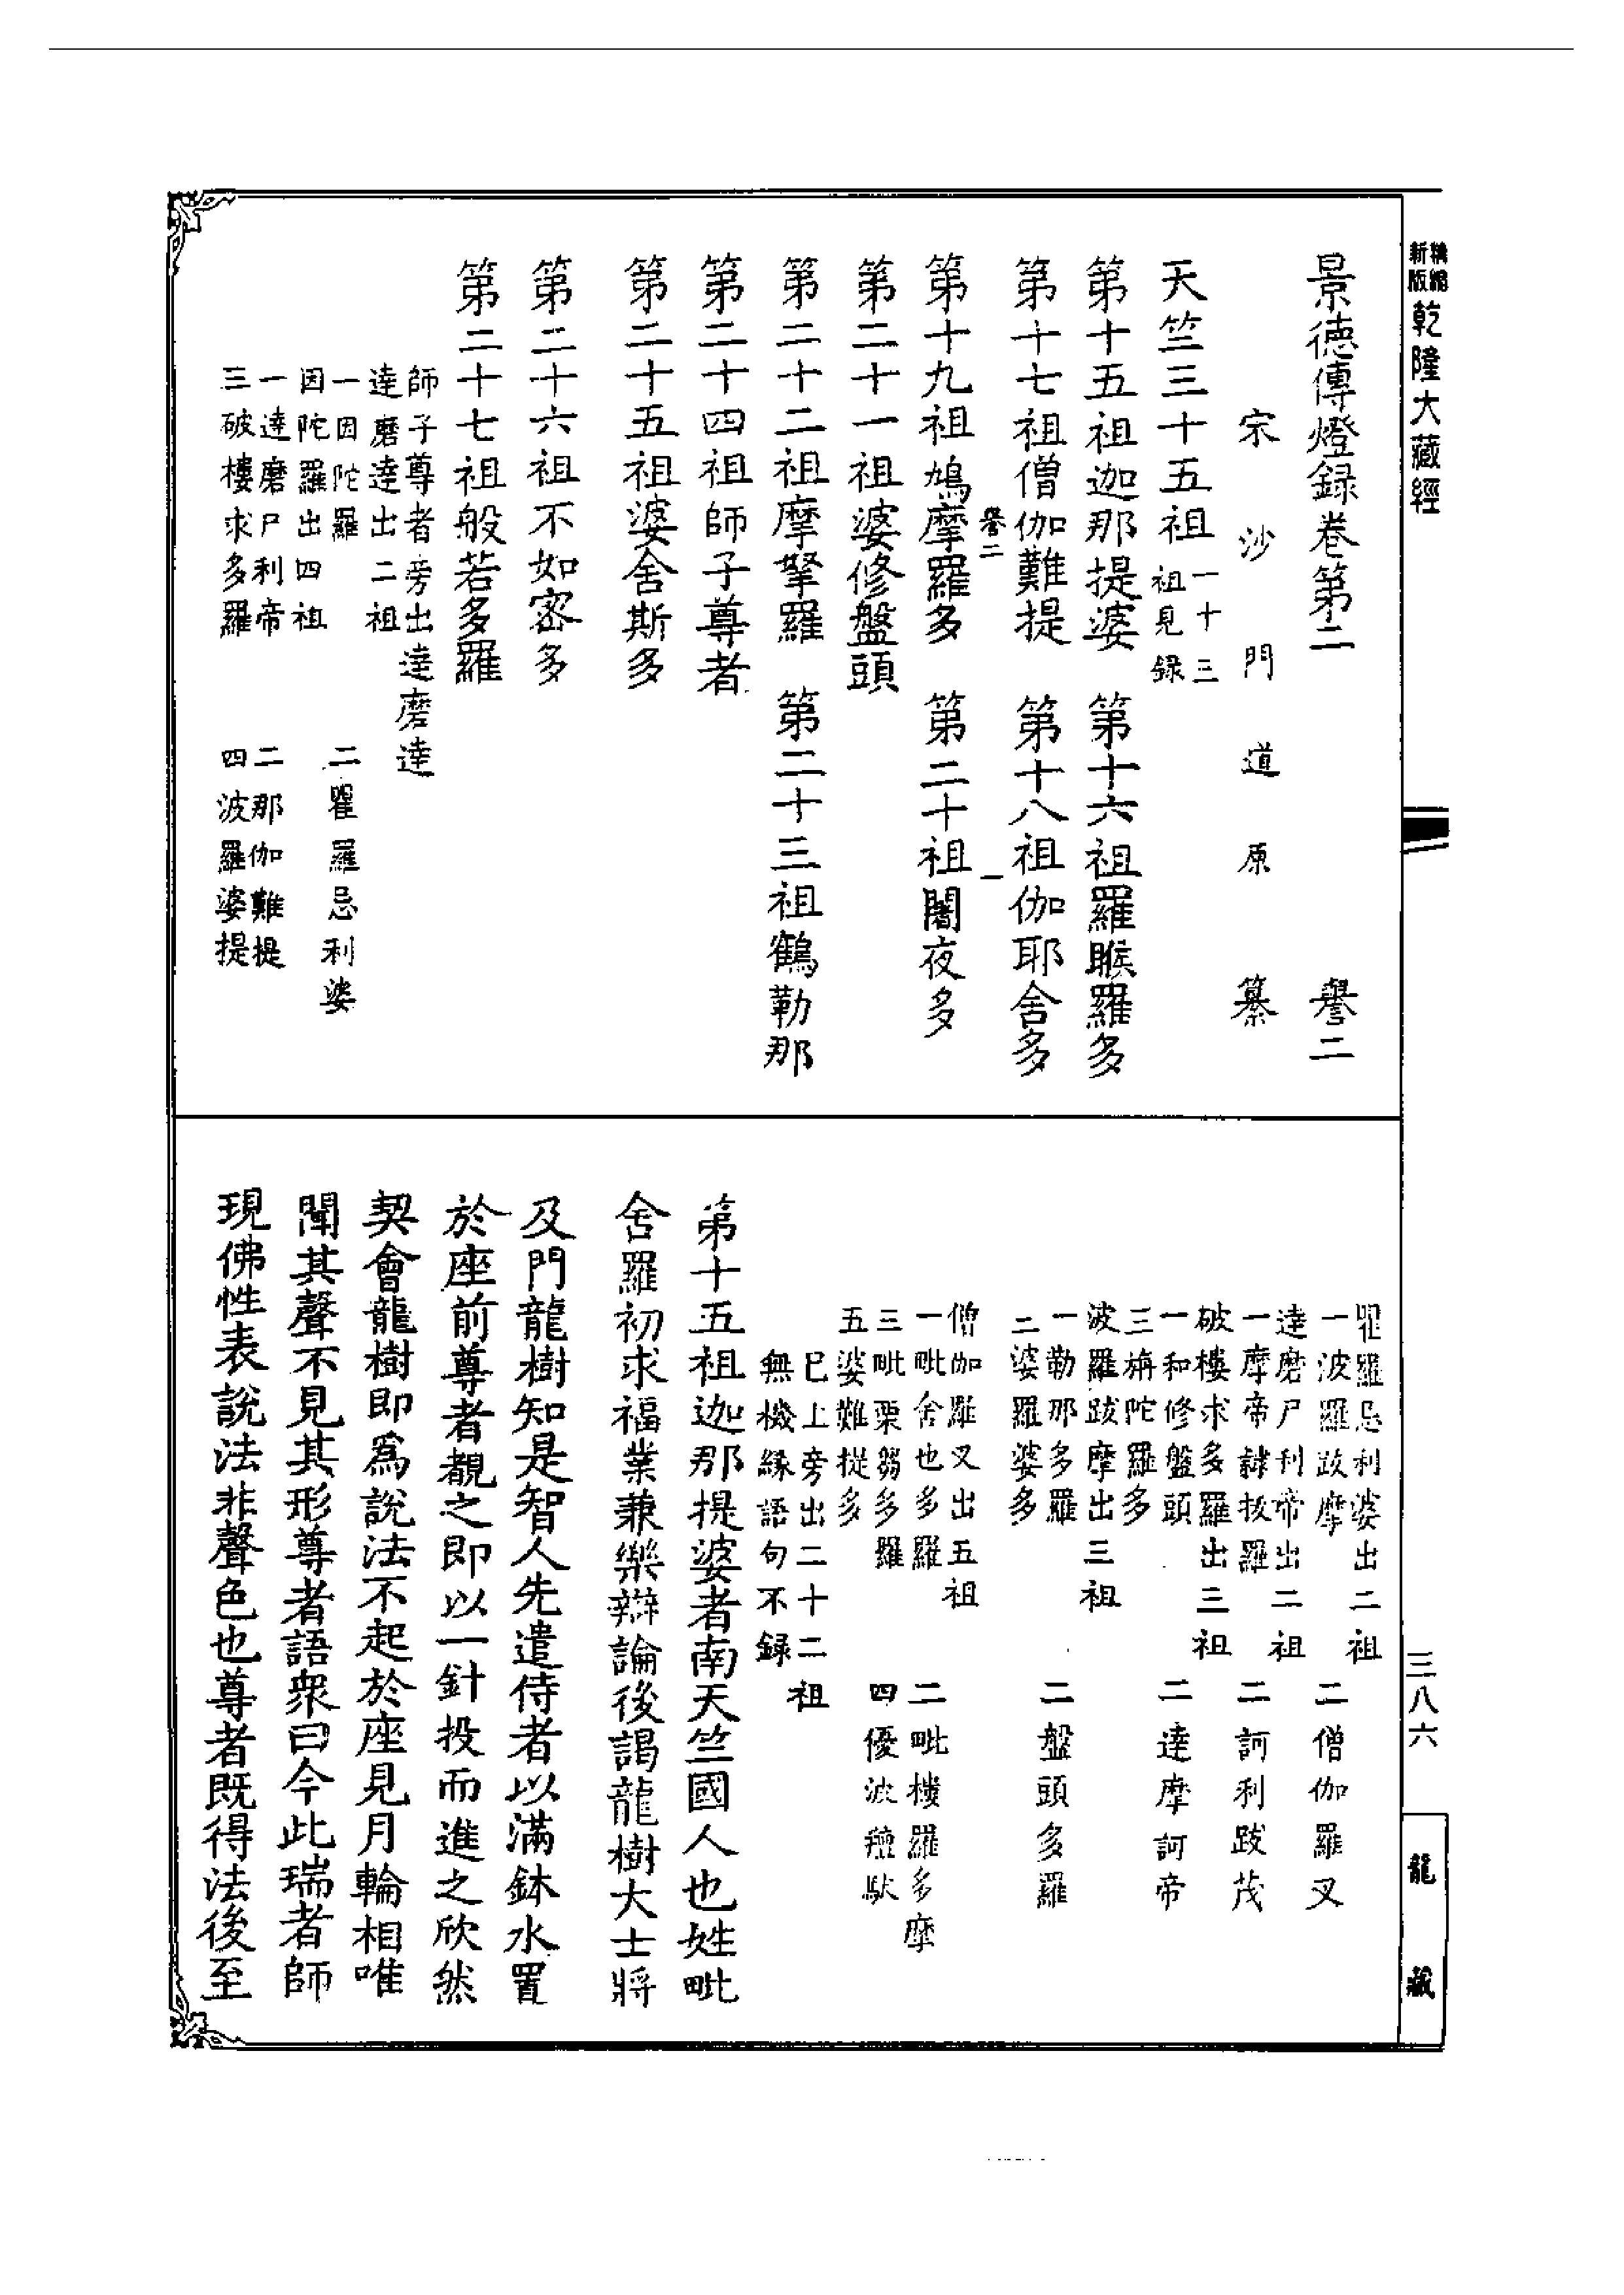 新編縮版乾隆大藏經
三八六
龍藏
景德傳燈録卷第二 譽二
宋沙門道原纂
天竺三十五祖 一十三祖見録
第十五祖迦那提婆 第十六祖羅睺羅多
第十七祖僧伽難提 第十八祖伽耶舍多
譽二 一
第十九祖鳩摩羅多 第二十祖闍夜多
第二十一祖婆修盤頭
第二十二祖摩拏羅 第二十三祖鶴勒那
第二十四祖師子尊者
第二十五祖婆舍斯多
第二十六祖不如密多
第二十七祖般若多羅
師子尊者旁出達磨達
達磨達出二祖
一因陀羅 二瞿羅忌利婆
因陀羅出四祖
一達磨尸利帝 二那伽難提
三破樓求多羅 四波羅婆提
瞿羅忌利婆出二祖
一波羅跋摩 二僧伽羅叉
達磨尸利帝出二祖
一摩帝隷拔羅 二訶利跋茂
破樓求多羅出三祖
一和修盤頭 二達摩訶帝
三旃陀羅多
波羅跋摩出三祖
一勒那多羅 二盤頭多羅
三婆羅婆多
僧伽羅叉出五祖
一毗舍也多羅 二毗樓羅多摩
三毗栗芻多羅 四優波羶馱
五婆難提多
已上旁出二十二祖
無機緣語句不録
第十五祖迦那提婆者南天竺國人也姓毗
舍羅初求福業兼樂辯論後謁龍樹大士將
及門龍樹知是智人先遣侍者以滿鉢水置
於座前尊者覩之即以一針投而進之欣然
契會龍樹即爲說法不起於座見月輪相唯
聞其聲不見其形尊者語衆曰今此瑞者師
現佛性表說法非聲色也尊者既得法後至